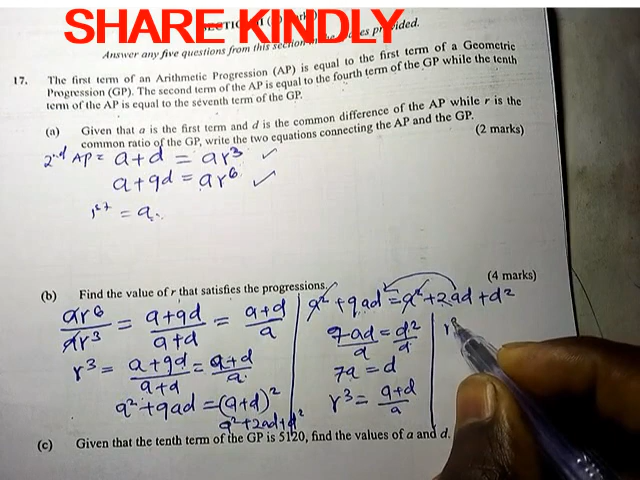 SHARE KINDLY
Answer any five questions from this section in the spaces provided.
17. The first term of an Arithmetic Progression (AP) is equal to the first term of a Geometric
Progression (GP). The second term of the AP is equal to the fourth term of the GP while the tenth
term of the AP is equal to the seventh term of the GP.
(a) Given that a is the first term and d is the common difference of the AP while r is the
common ratio of the GP, write the two equations connecting the AP and the GP.
(2 marks)
2nd AP = a+d = ar³ ✓
a+9d = ar⁶ ✓
1st = a.
(4 marks)
(b) Find the value of r that satisfies the progressions.
ar⁶/ar³ = (a+9d)/(a+d) = (a+d)/a
r³ = (a+9d)/(a+d) = (a+d)/a
a²+9ad = (a+d)²
a²+2ad+d²
a²+9ad = a²+2ad+d²
7ad/a = d²/a
7a = d
r³ = (a+d)/a
(c) Given that the tenth term of the GP is 5120, find the values of a and d.